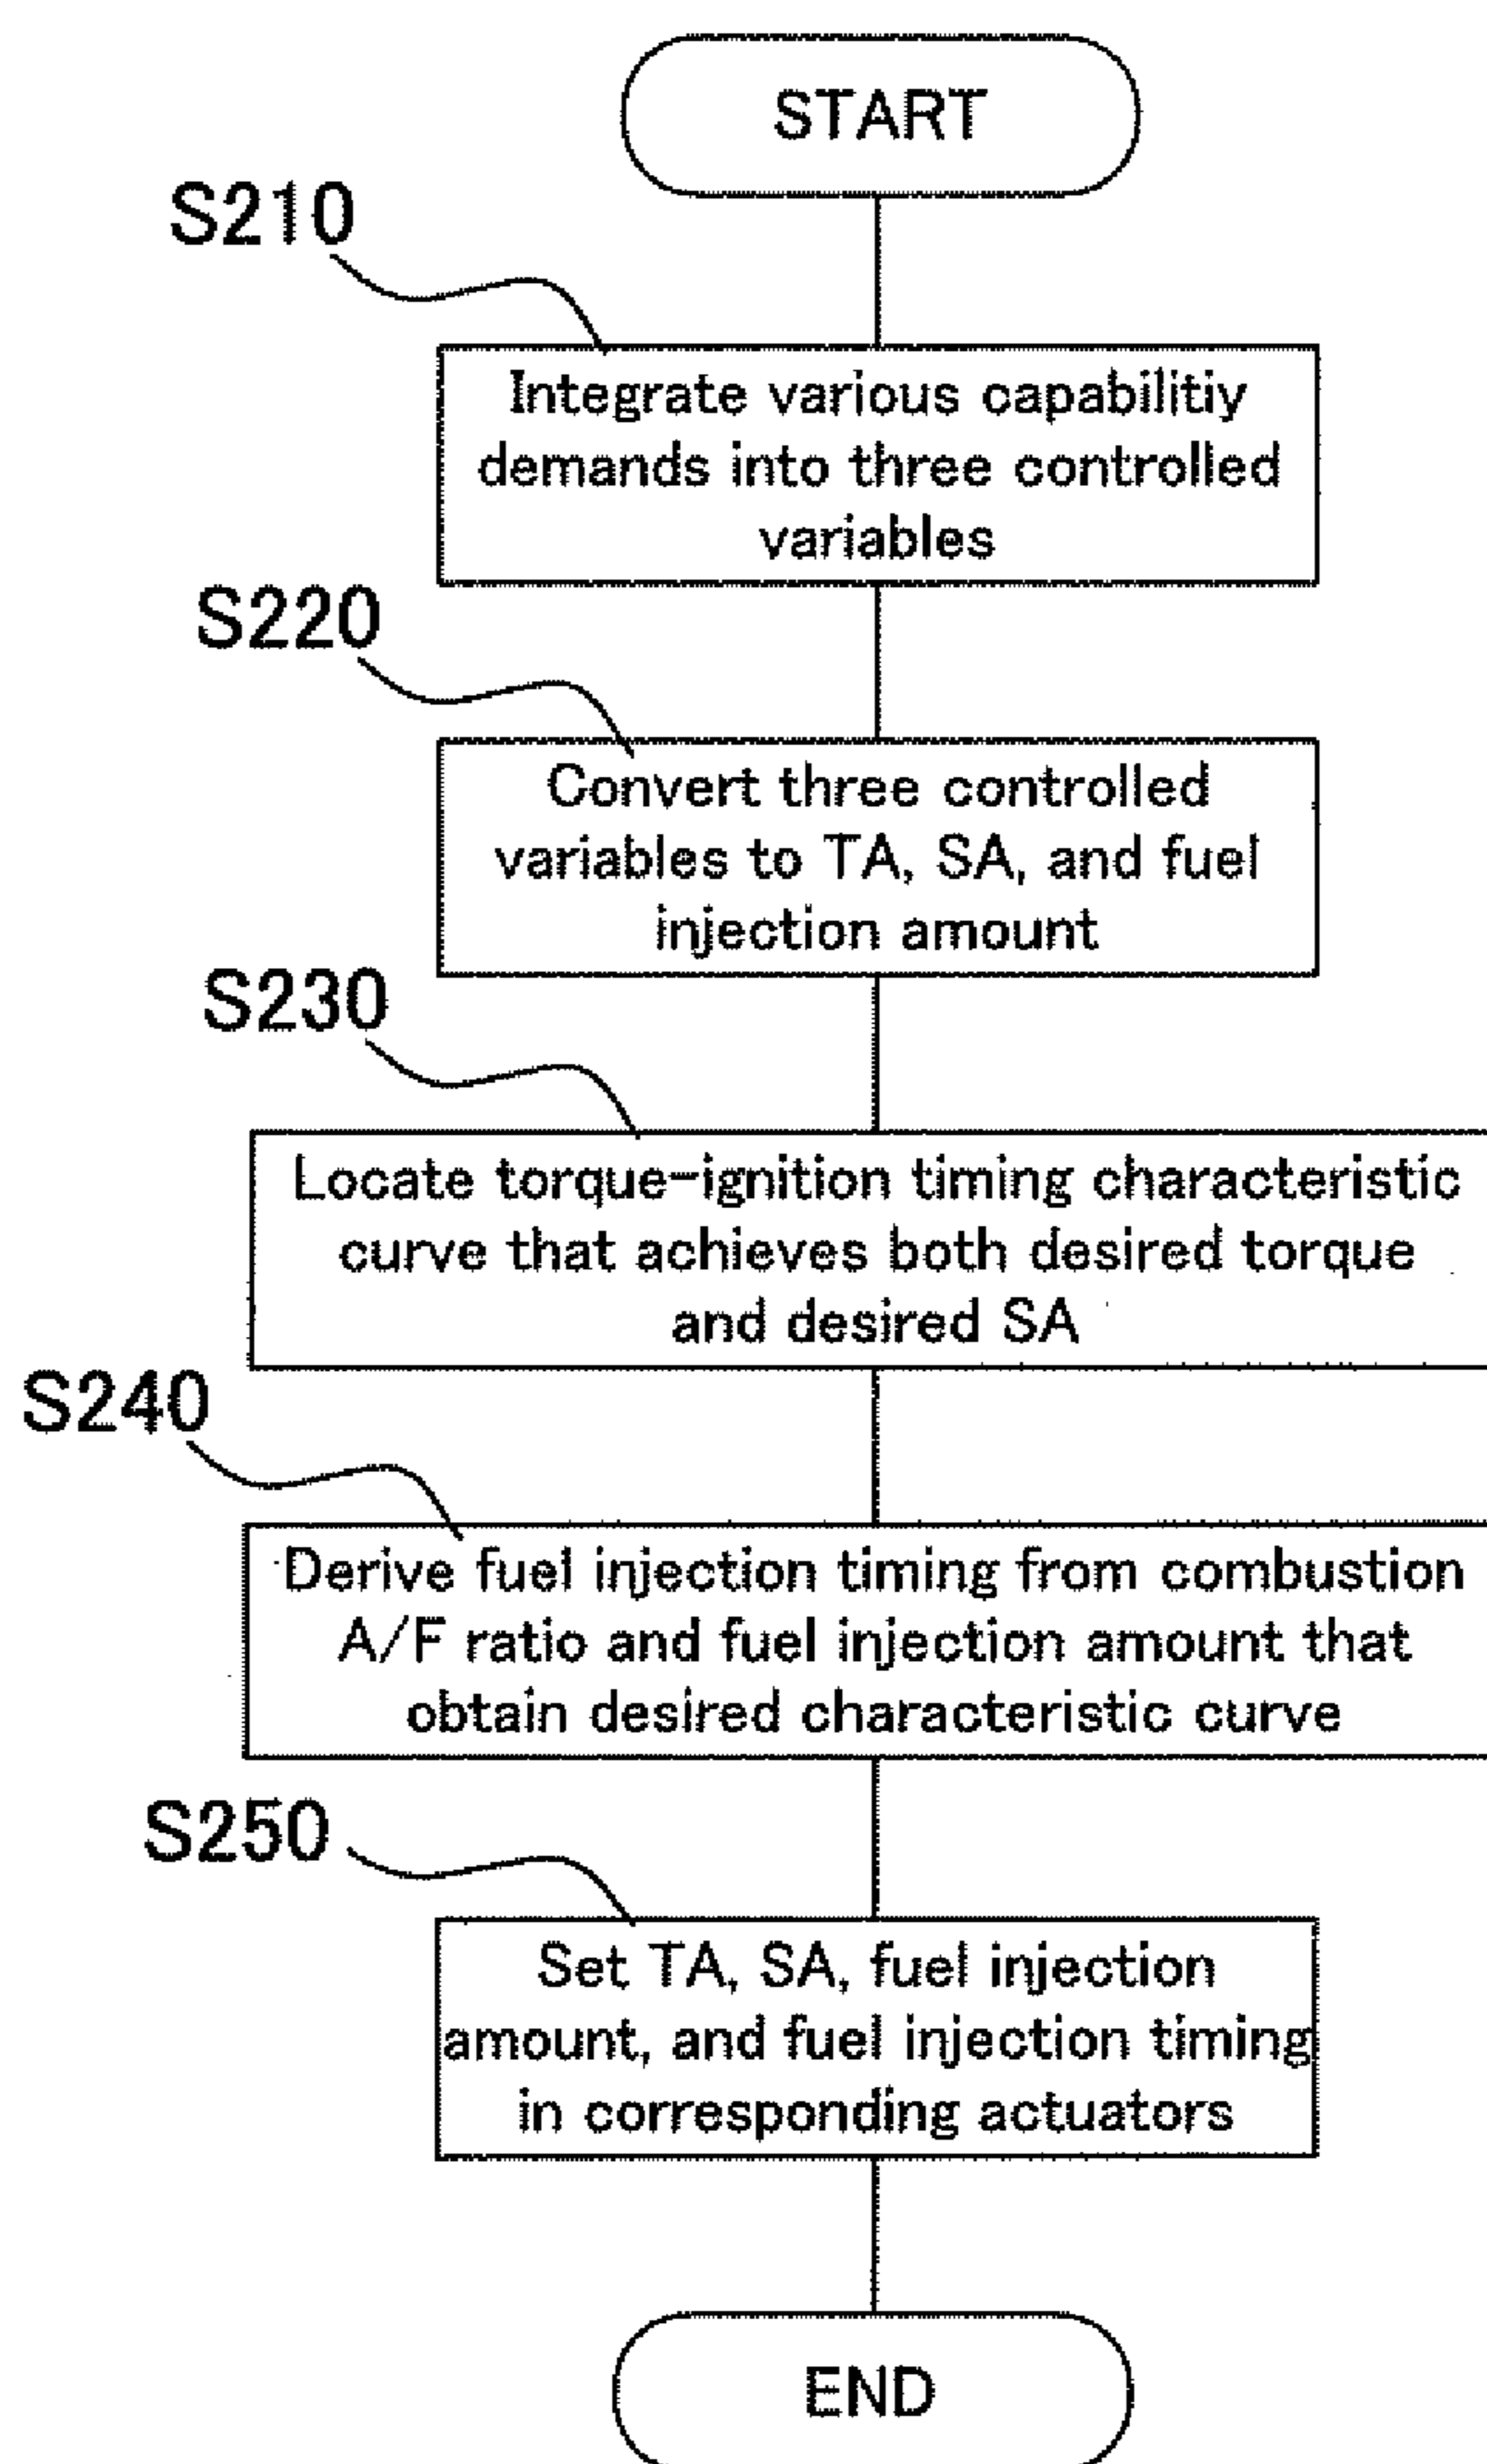 START
S210
Integrate various capabilitiy
demands into three controlled
variables
S220
Convert three controlled
variables to TA, SA, and fuel
injection amount
S230
Locate torque-ignition timing characteristic
curve that achieves both desired torque
and desired SA
S240
Derive fuel injection timing from combustion
A/F ratio and fuel injection amount that
obtain desired characteristic curve
S250
Set TA, SA, fuel injection
amount, and fuel injection timing
in corresponding actuators
END